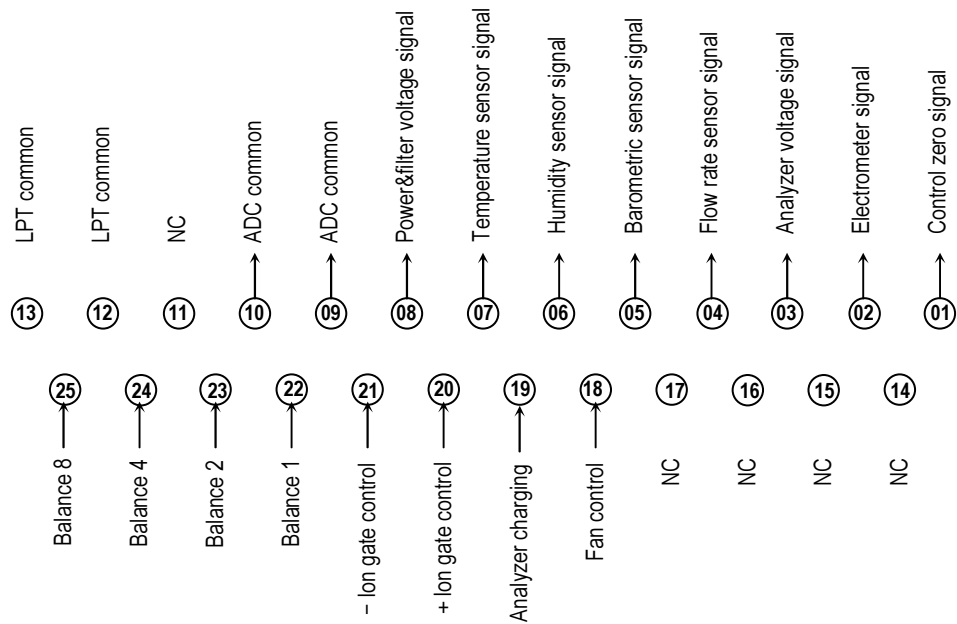 LPT common
LPT common
NC
ADC common
ADC common
Power&filter voltage signal
Temperature sensor signal
Humidity sensor signal
Barometric sensor signal
Flow rate sensor signal
Analyzer voltage signal
Electrometer signal
Control zero signal
13
12
11
10
09
08
07
06
05
04
03
02
01
25
24
23
22
21
20
19
18
17
16
15
14
Balance 8
Balance 4
Balance 2
Balance 1
– Ion gate control
+ Ion gate control
Analyzer charging
Fan control
NC
NC
NC
NC